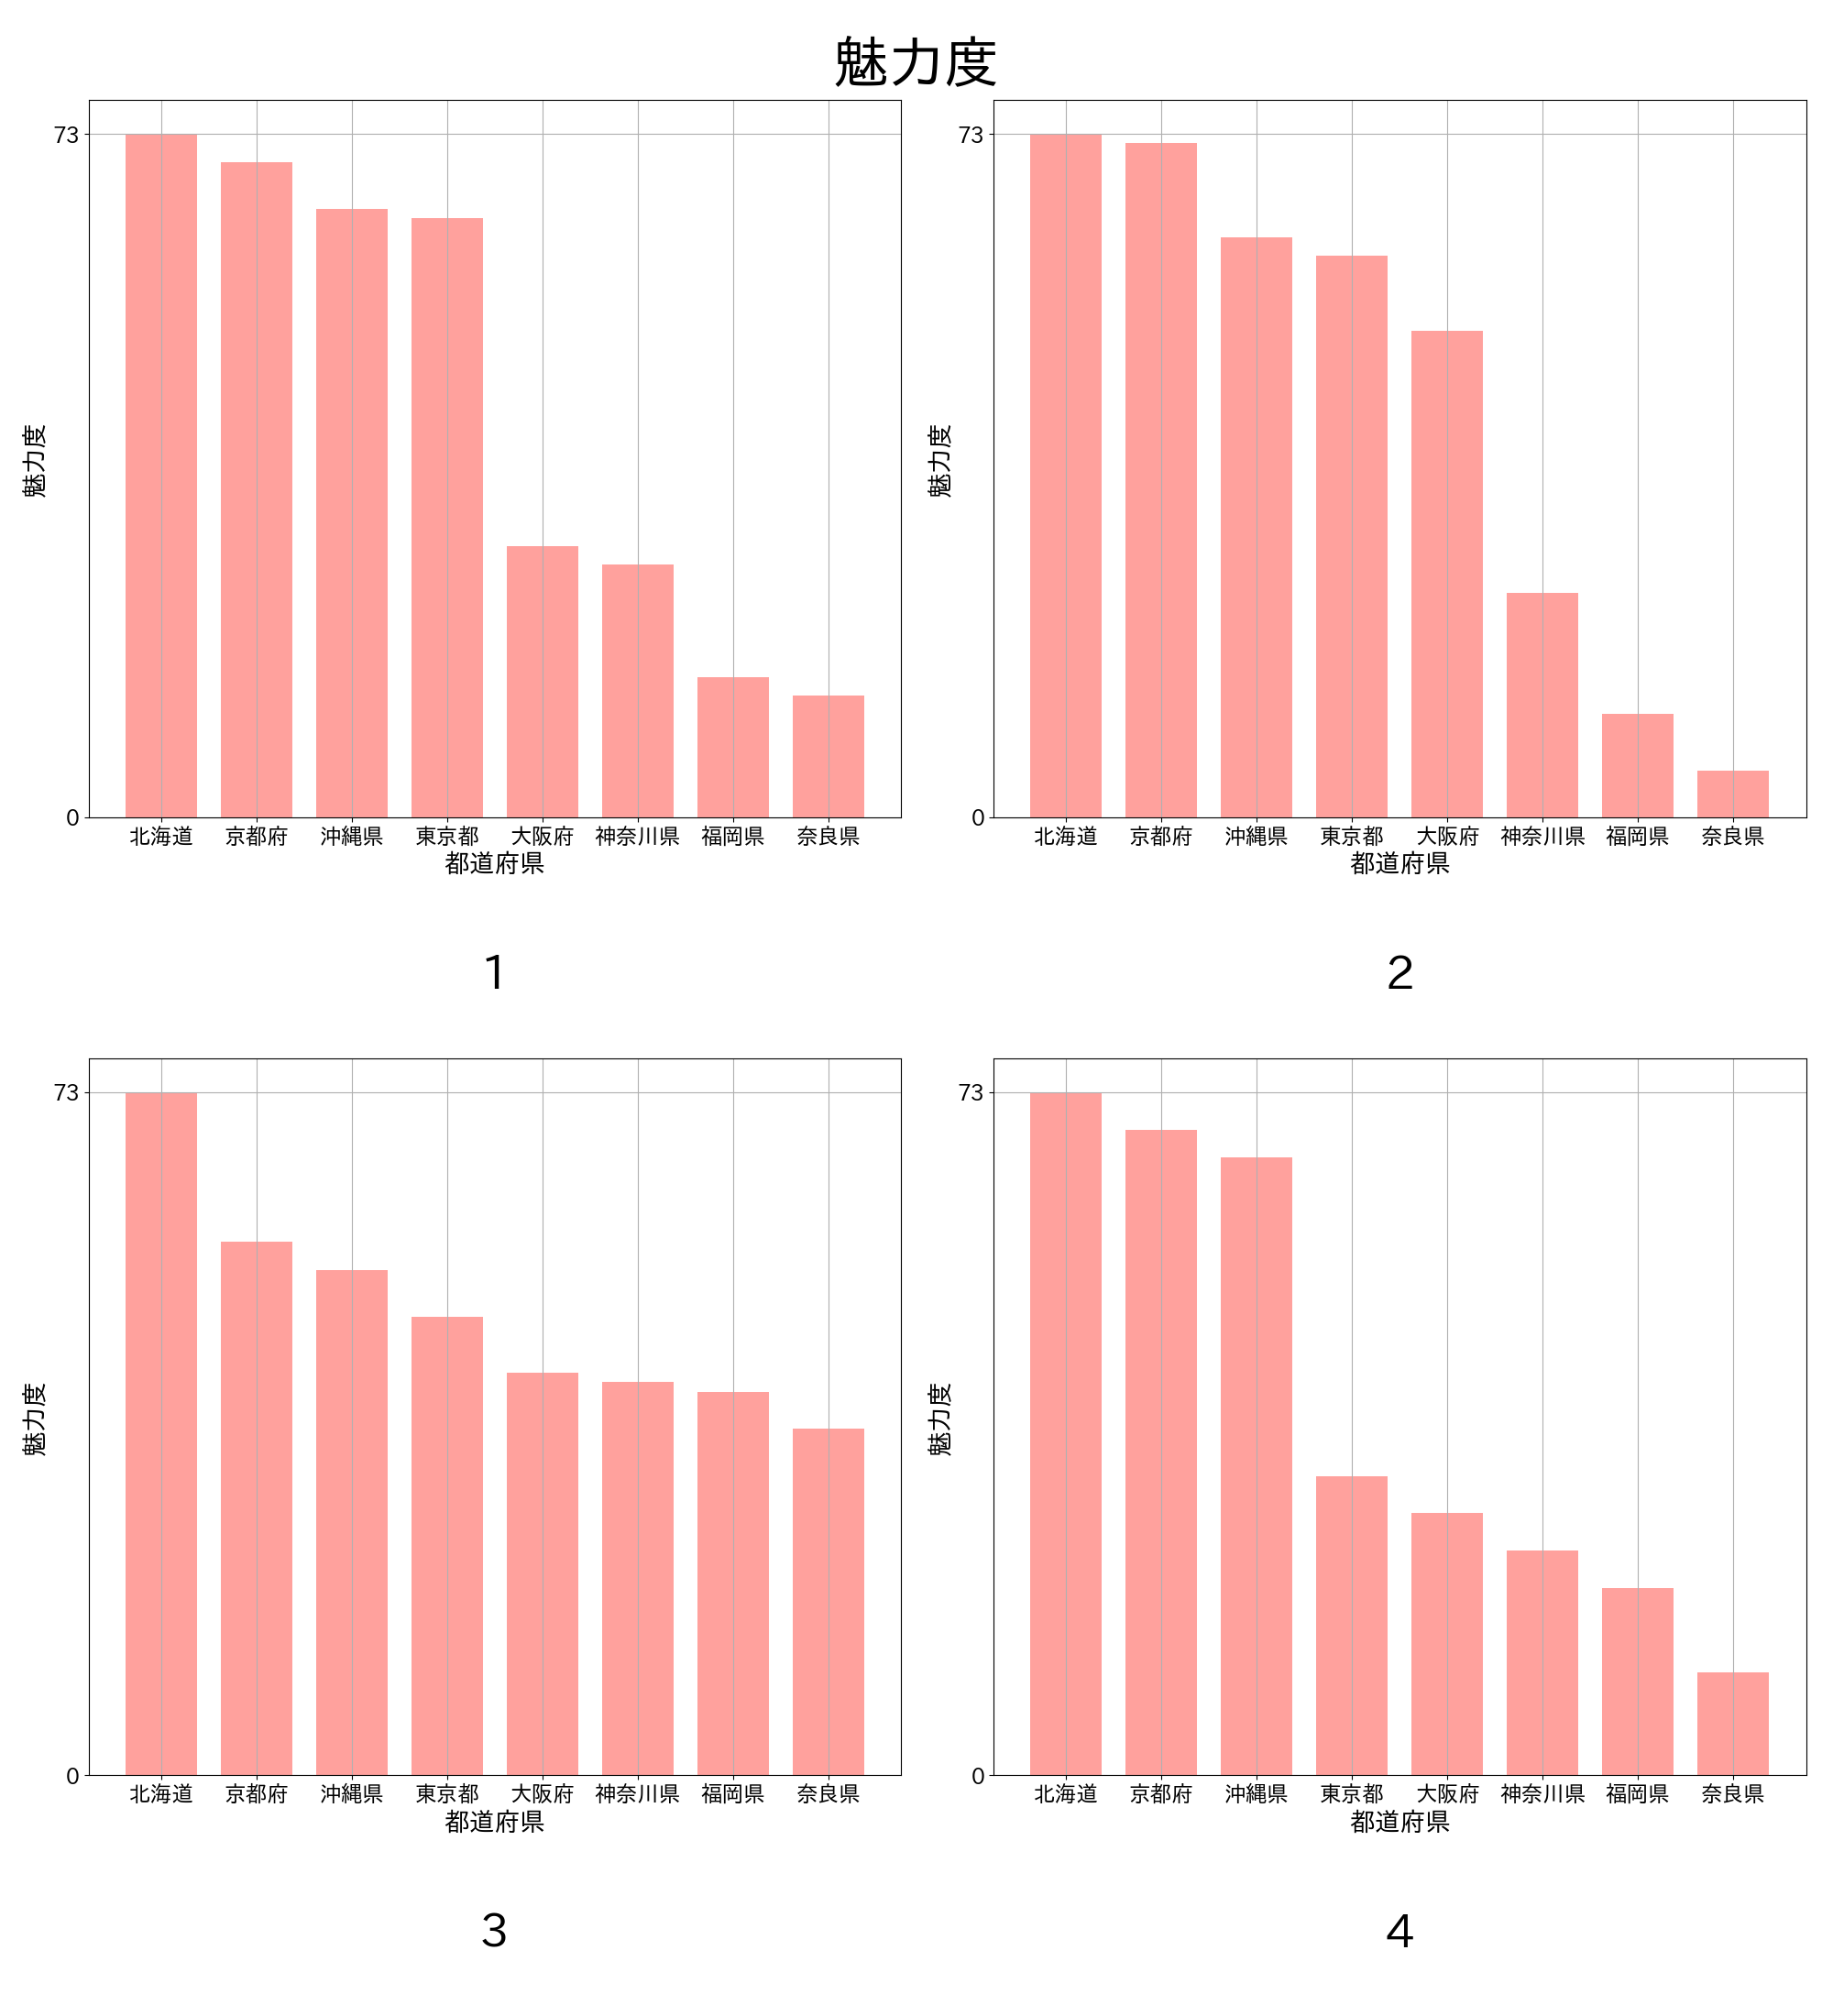 魅力度
73
0
魅力度
北海道 京都府 沖縄県 東京都 大阪府 神奈川県 福岡県 奈良県
都道府県
1
73
0
魅力度
北海道 京都府 沖縄県 東京都 大阪府 神奈川県 福岡県 奈良県
都道府県
2
73
0
魅力度
北海道 京都府 沖縄県 東京都 大阪府 神奈川県 福岡県 奈良県
都道府県
3
73
0
魅力度
北海道 京都府 沖縄県 東京都 大阪府 神奈川県 福岡県 奈良県
都道府県
4